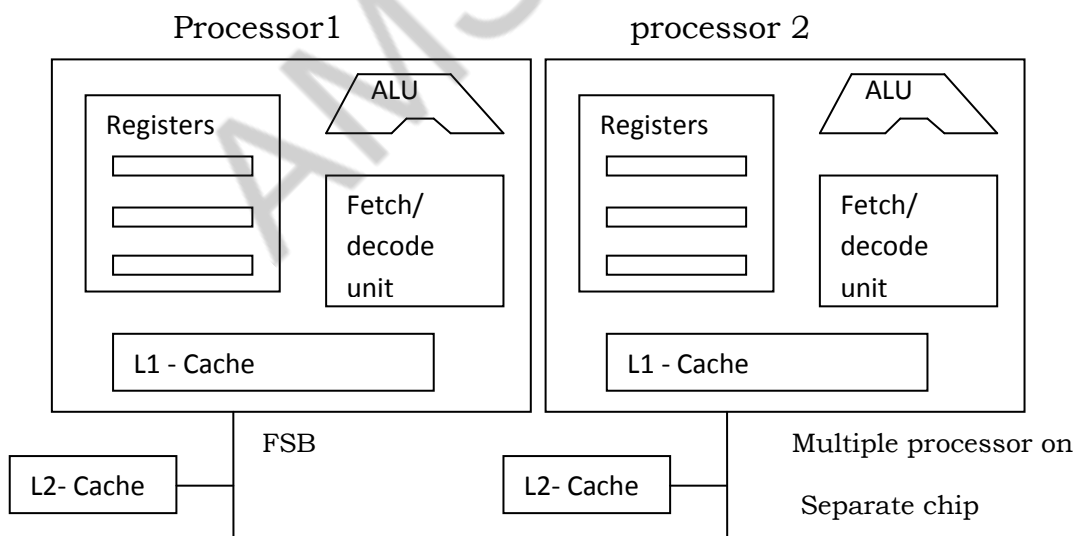 Processor1
processor 2
Registers
ALU
Fetch/
decode
unit
L1 - Cache
Registers
ALU
Fetch/
decode
unit
L1 - Cache
FSB
L2- Cache
L2- Cache
Multiple processor on
Separate chip